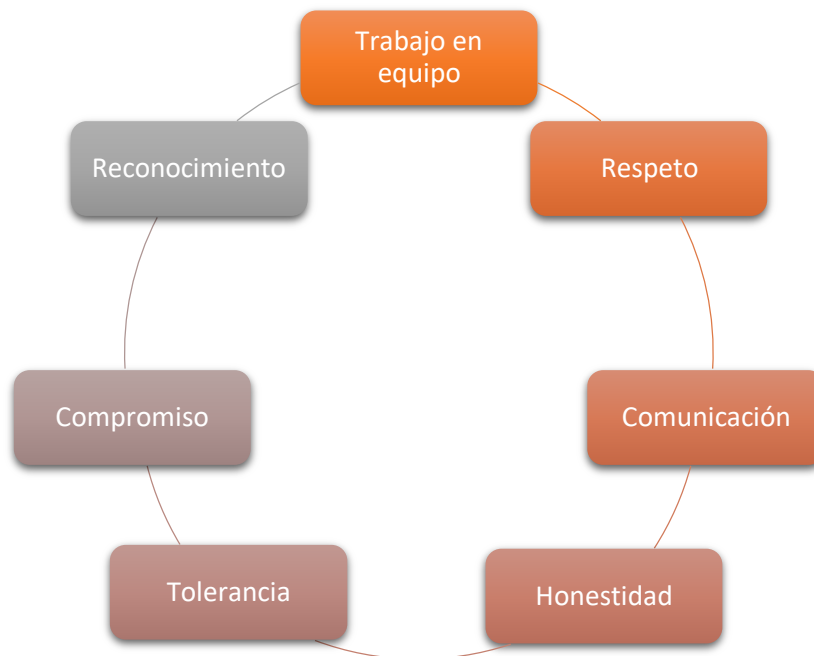 Trabajo en
equipo
Reconocimiento
Respeto
Compromiso
Comunicación
Tolerancia
Honestidad